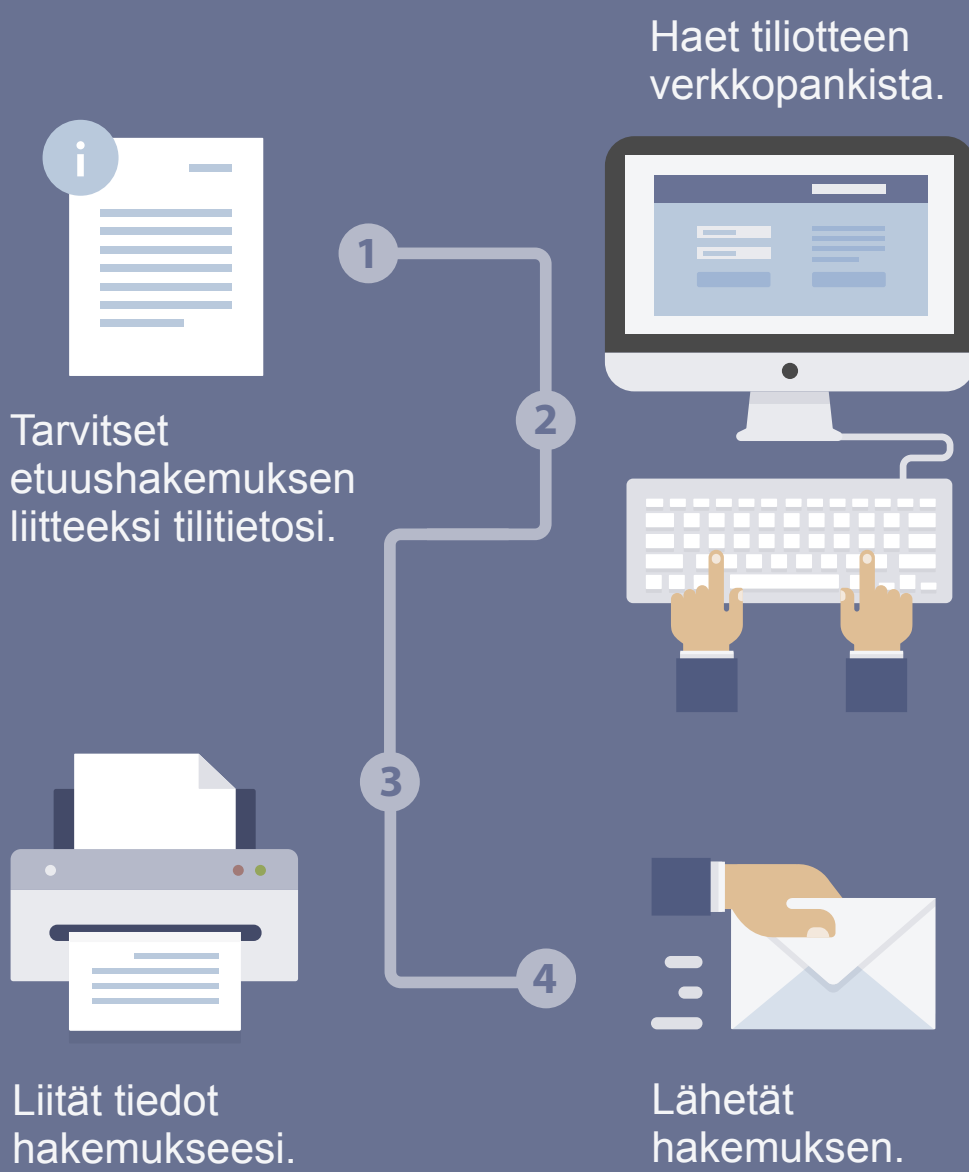 i
1
Tarvitset
etuushakemuksen
liitteeksi tilitietosi.
Haet tiliotteen
verkkopankista.
2
3
Liität tiedot
hakemukseesi.
4
Lähetät
hakemuksen.